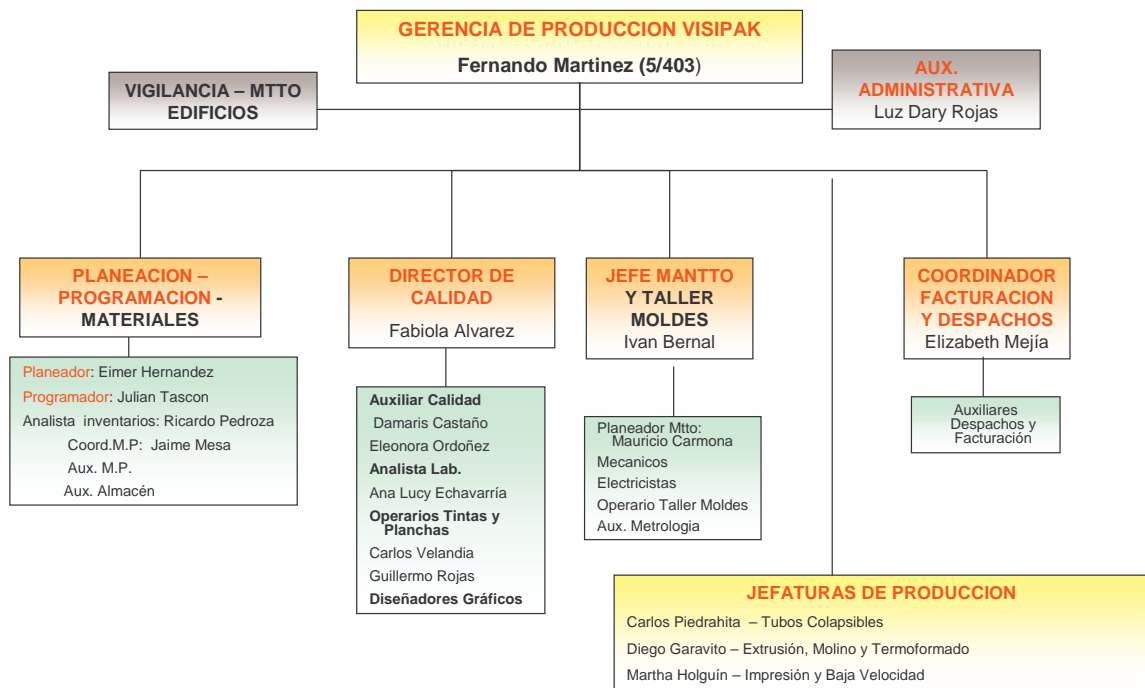 GERENCIA DE PRODUCCION VISIPAK
Fernando Martinez (5/403)
VIGILANCIA – MTTO
EDIFICIOS
AUX.
ADMINISTRATIVA
Luz Dary Rojas
PLANEACION –
PROGRAMACION -
MATERIALES
Planeador: Eimer Hernandez
Programador: Julian Tascon
Analista inventarios: Ricardo Pedroza
Coord.M.P: Jaime Mesa
Aux. M.P.
Aux. Almacén
DIRECTOR DE
CALIDAD
Fabiola Alvarez
Auxiliar Calidad
Damaris Castaño
Eleonora Ordoñez
Analista Lab.
Ana Lucy Echavarría
Operarios Tintas y
Planchas
Carlos Velandia
Guillermo Rojas
Diseñadores Gráficos
JEFE MANTTO
Y TALLER
MOLDES
Ivan Bernal
Planeador Mtto:
Mauricio Carmona
Mecanicos
Electricistas
Operario Taller Moldes
Aux. Metrologia
COORDINADOR
FACTURACION
Y DESPACHOS
Elizabeth Mejía
Auxiliares
Despachos y
Facturación
JEFATURAS DE PRODUCCION
Carlos Piedrahita – Tubos Colapsibles
Diego Garavito – Extrusión, Molino y Termoformado
Martha Holguín – Impresión y Baja Velocidad